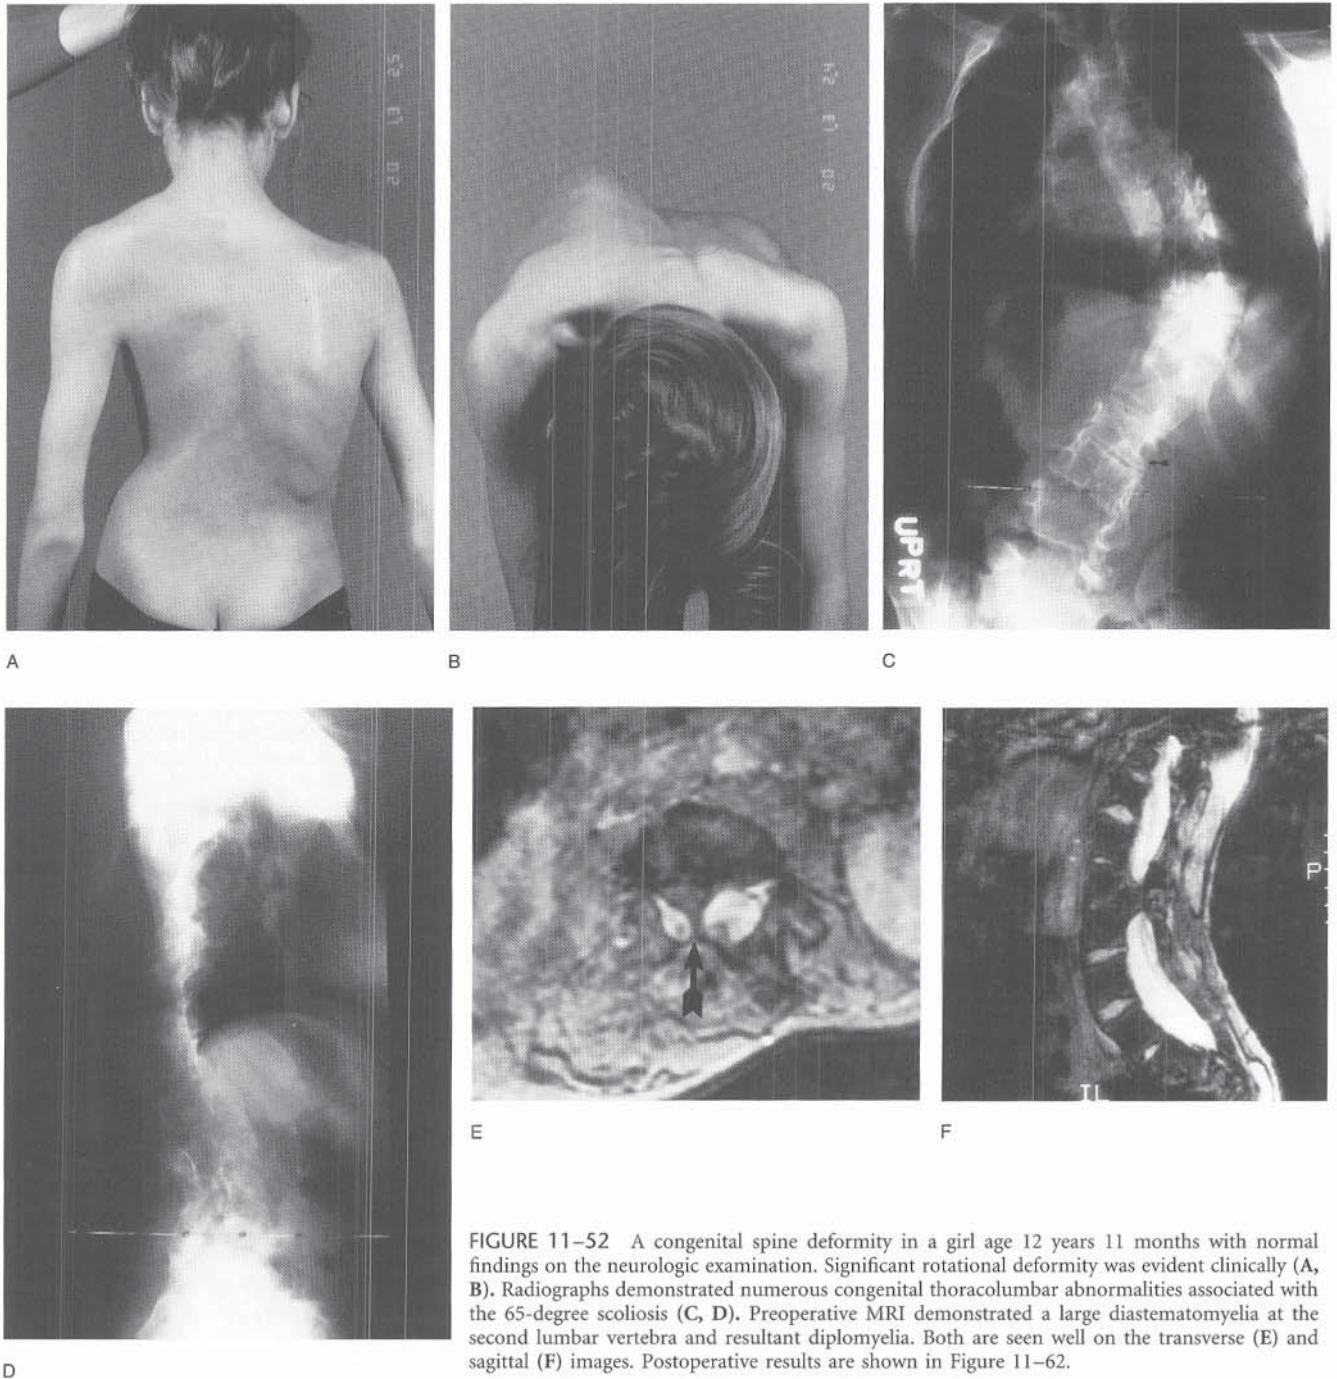 A
B
UPRT
C
P
IL
E
F
D
FIGURE 11–52 A congenital spine deformity in a girl age 12 years 11 months with normal
findings on the neurologic examination. Significant rotational deformity was evident clinically (A,
B). Radiographs demonstrated numerous congenital thoracolumbar abnormalities associated with
the 65-degree scoliosis (C, D). Preoperative MRI demonstrated a large diastematomyelia at the
second lumbar vertebra and resultant diplomyelia. Both are seen well on the transverse (E) and
sagittal (F) images. Postoperative results are shown in Figure 11–62.